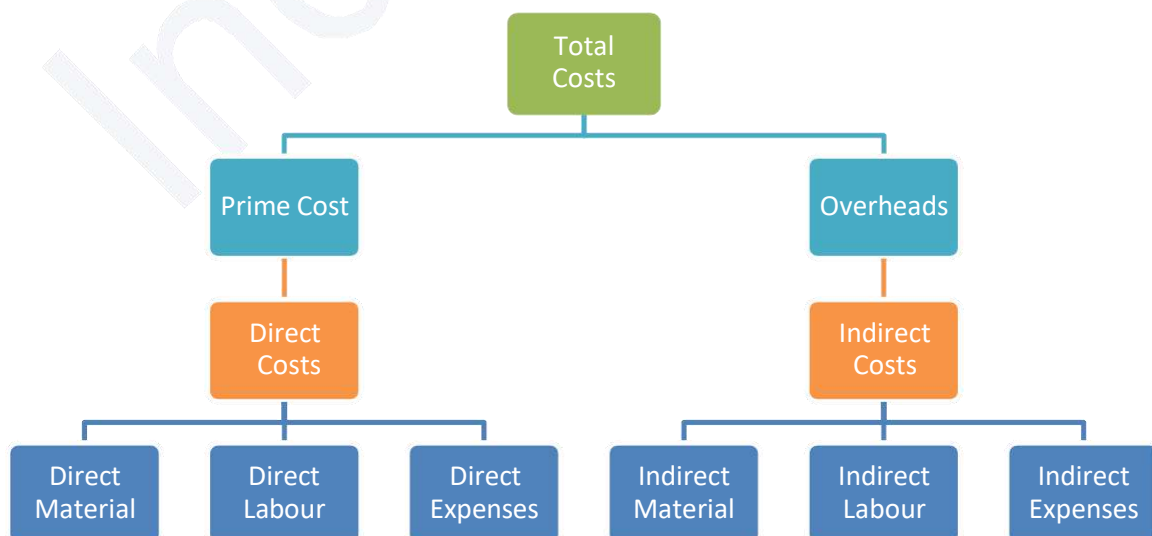 Total
Costs
Prime Cost
Overheads
Direct
Costs
Indirect
Costs
Direct
Material
Direct
Labour
Direct
Expenses
Indirect
Material
Indirect
Labour
Indirect
Expenses